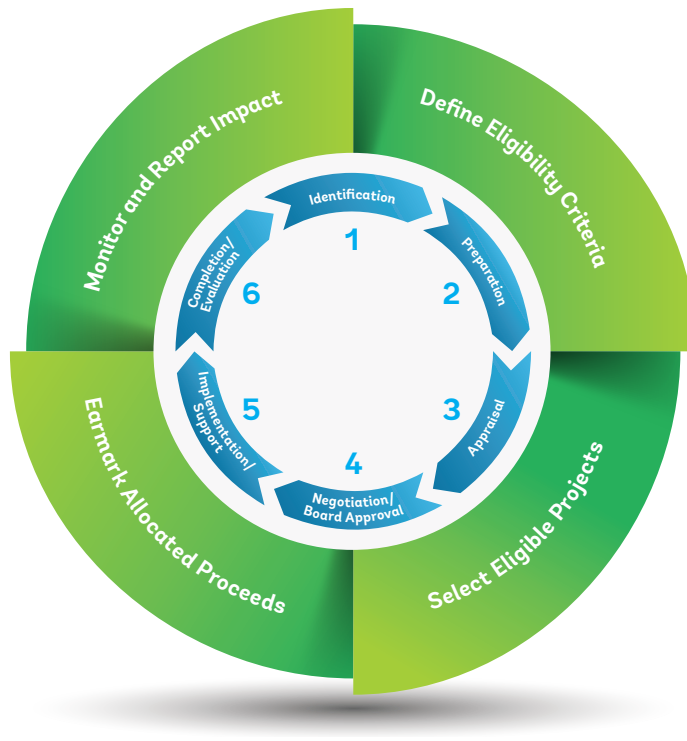 Monitor and Report Impact
Define Eligibility Criteria
Select Eligible Projects
Earmark Allocated Proceeds
Identification
1
Preparation
2
Appraisal
3
Negotiation/
Board Approval
4
Implementation/
Support
5
Completion/
Evaluation
6